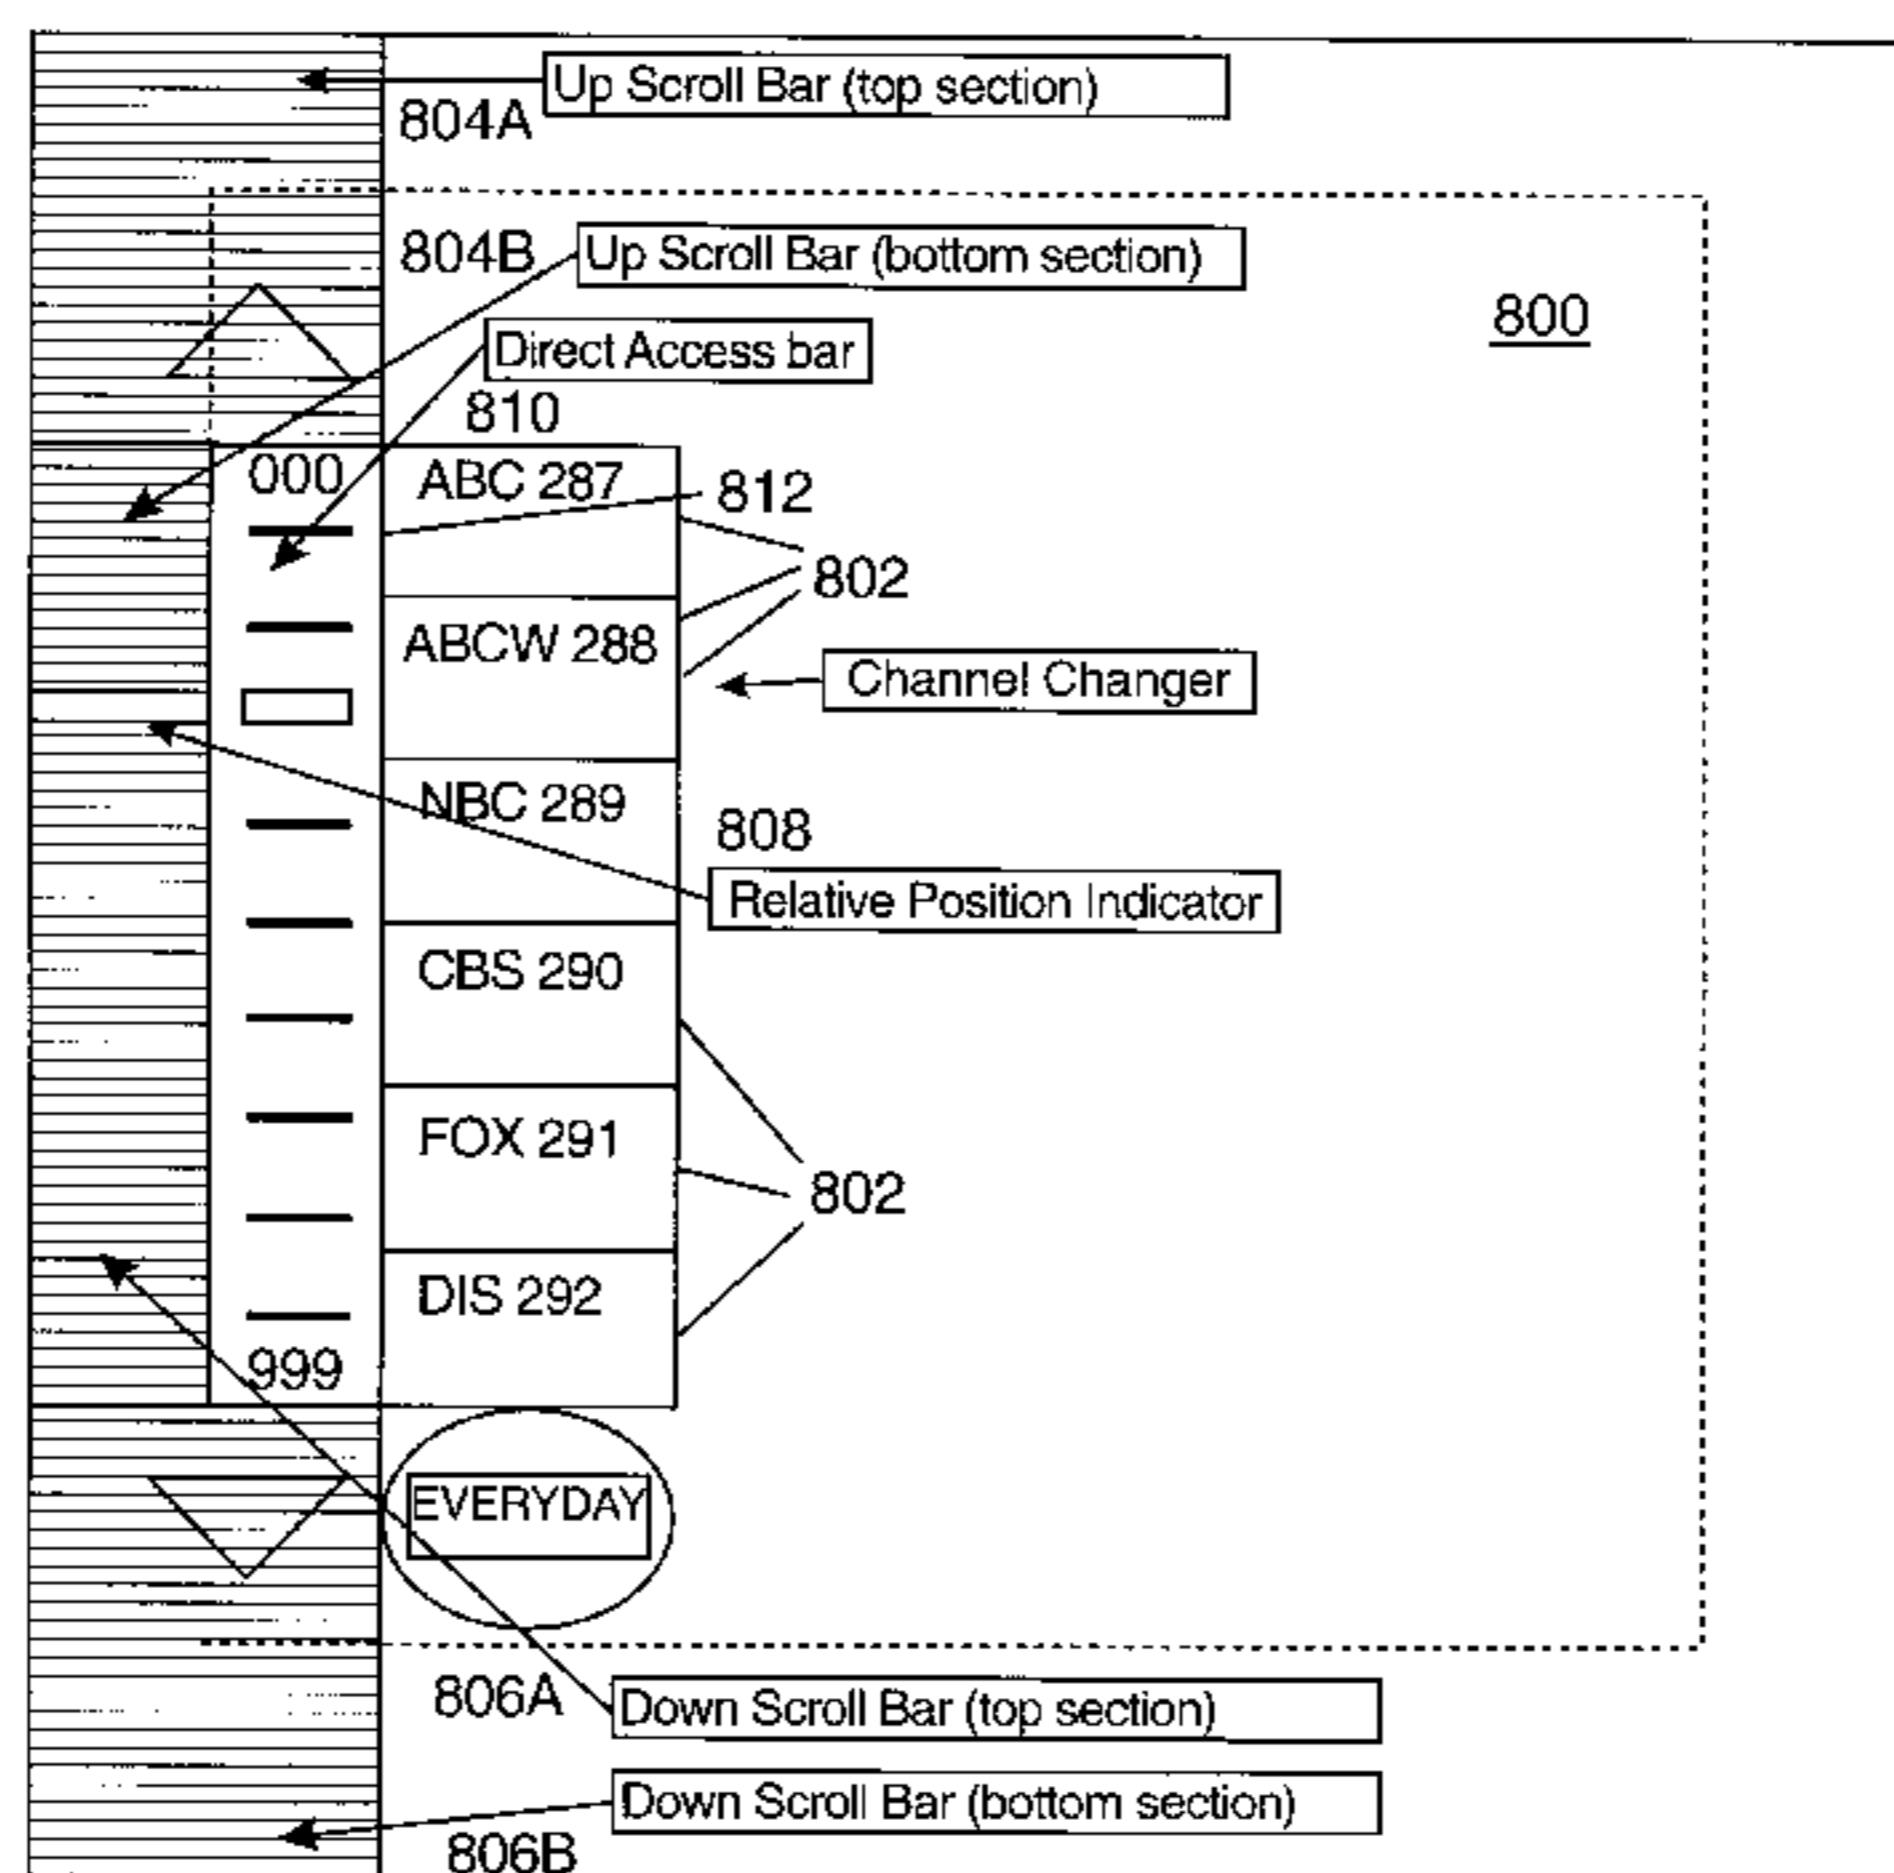 Up Scroll Bar (top section)
804A
804B
Up Scroll Bar (bottom section)
800
Direct Access bar
810
000
ABC 287
812
802
ABCW 288
Channel Changer
NBC 289
808
Relative Position Indicator
CBS 290
FOX 291
802
DIS 292
999
EVERYDAY
806A
Down Scroll Bar (top section)
Down Scroll Bar (bottom section)
806B